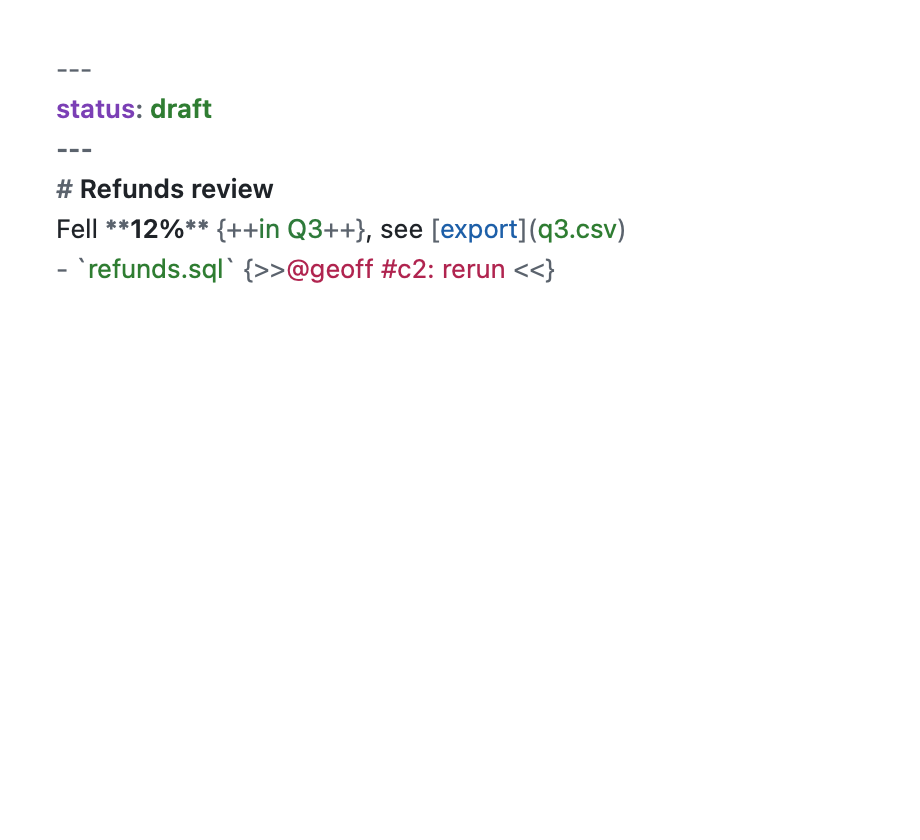 ---
status: draft
---
# Refunds review
Fell **12%** {++in Q3++}, see [export](q3.csv)
- `refunds.sql` {>>@geoff #c2: rerun <<}